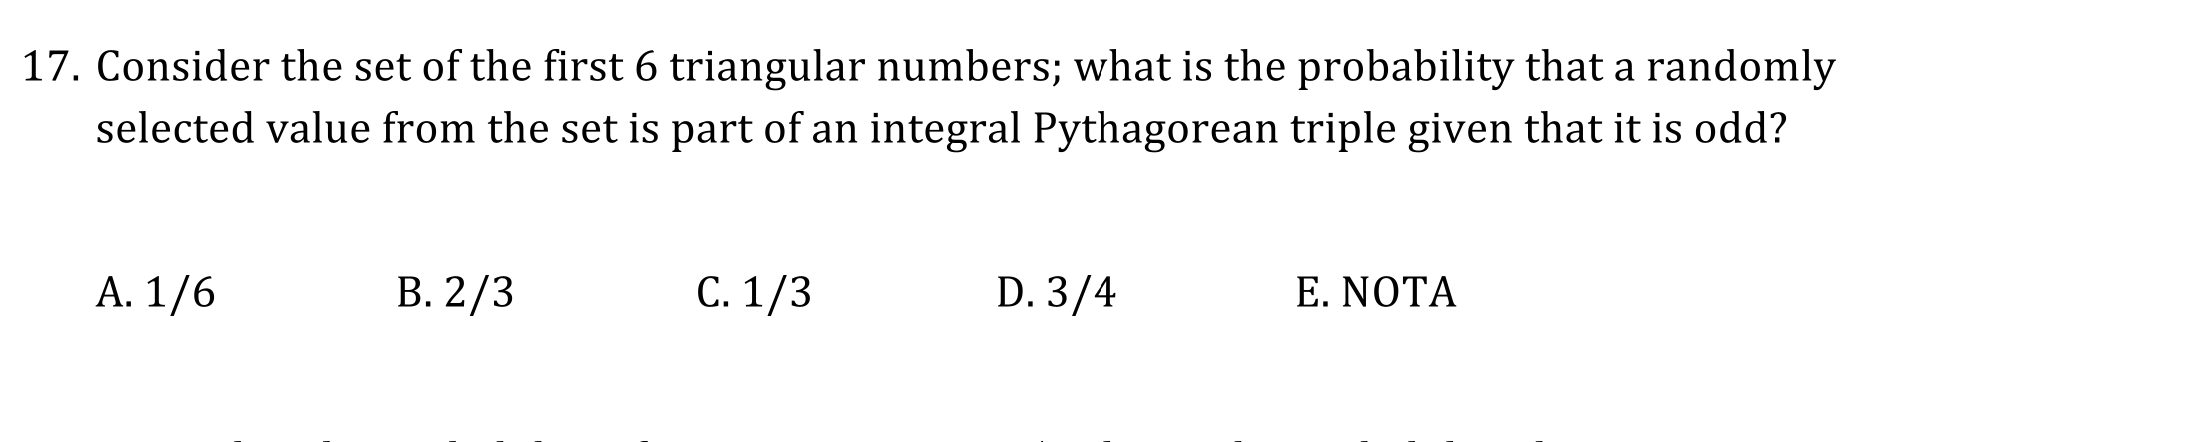 17. Consider the set of the first 6 triangular numbers; what is the probability that a randomly
selected value from the set is part of an integral Pythagorean triple given that it is odd?
A. 1/6 B. 2/3 C. 1/3 D. 3/4 E. NOTA